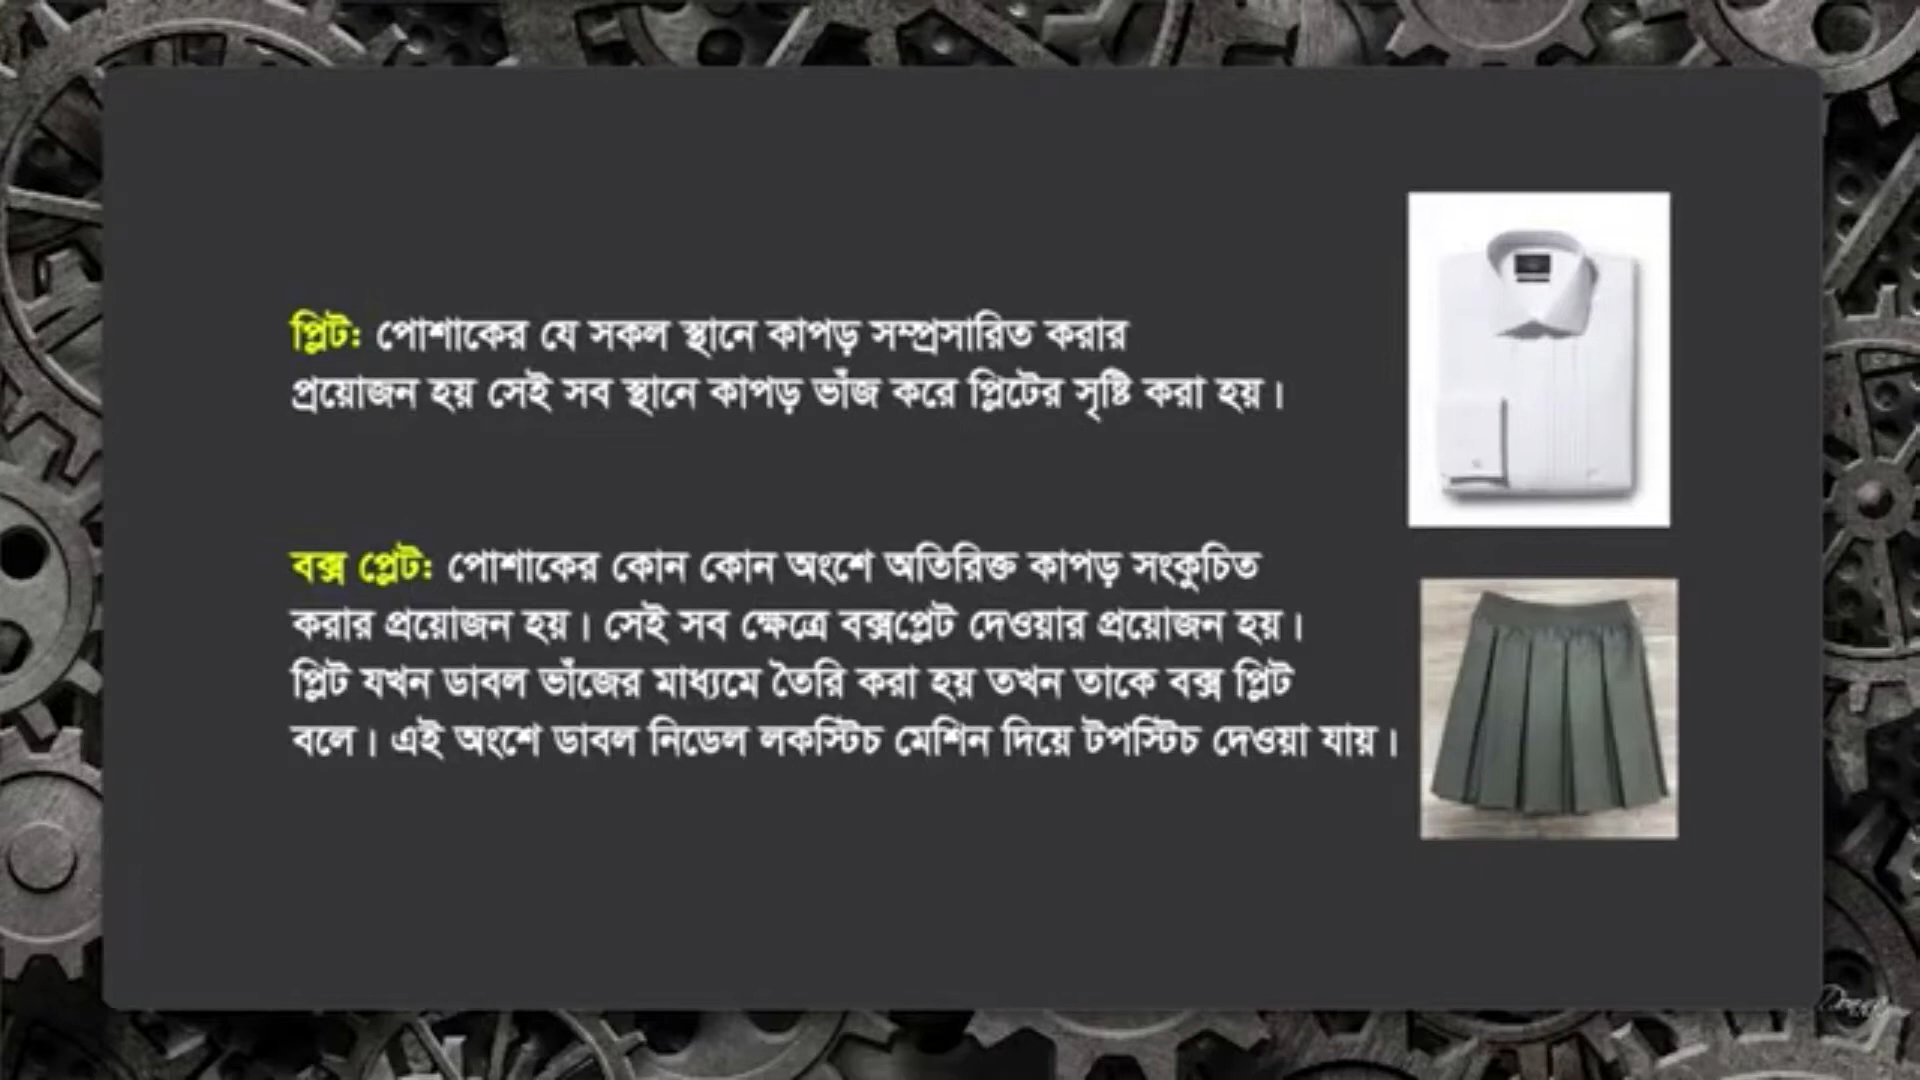 প্লিট: পোশাকের যে সকল স্থানে কাপড় সম্প্রসারিত করার
প্রয়োজন হয় সেই সব স্থানে কাপড় ভাঁজ করে প্লিটের সৃষ্টি করা হয়।
বক্স প্লেট: পোশাকের কোন কোন অংশে অতিরিক্ত কাপড় সংকুচিত
করার প্রয়োজন হয়। সেই সব ক্ষেত্রে বক্সপ্লেট দেওয়ার প্রয়োজন হয়।
প্লিট যখন ডাবল ভাঁজের মাধ্যমে তৈরি করা হয় তখন তাকে বক্স প্লিট
বলে। এই অংশে ডাবল নিডেল লকস্টিচ মেশিন দিয়ে টপস্টিচ দেওয়া যায়।